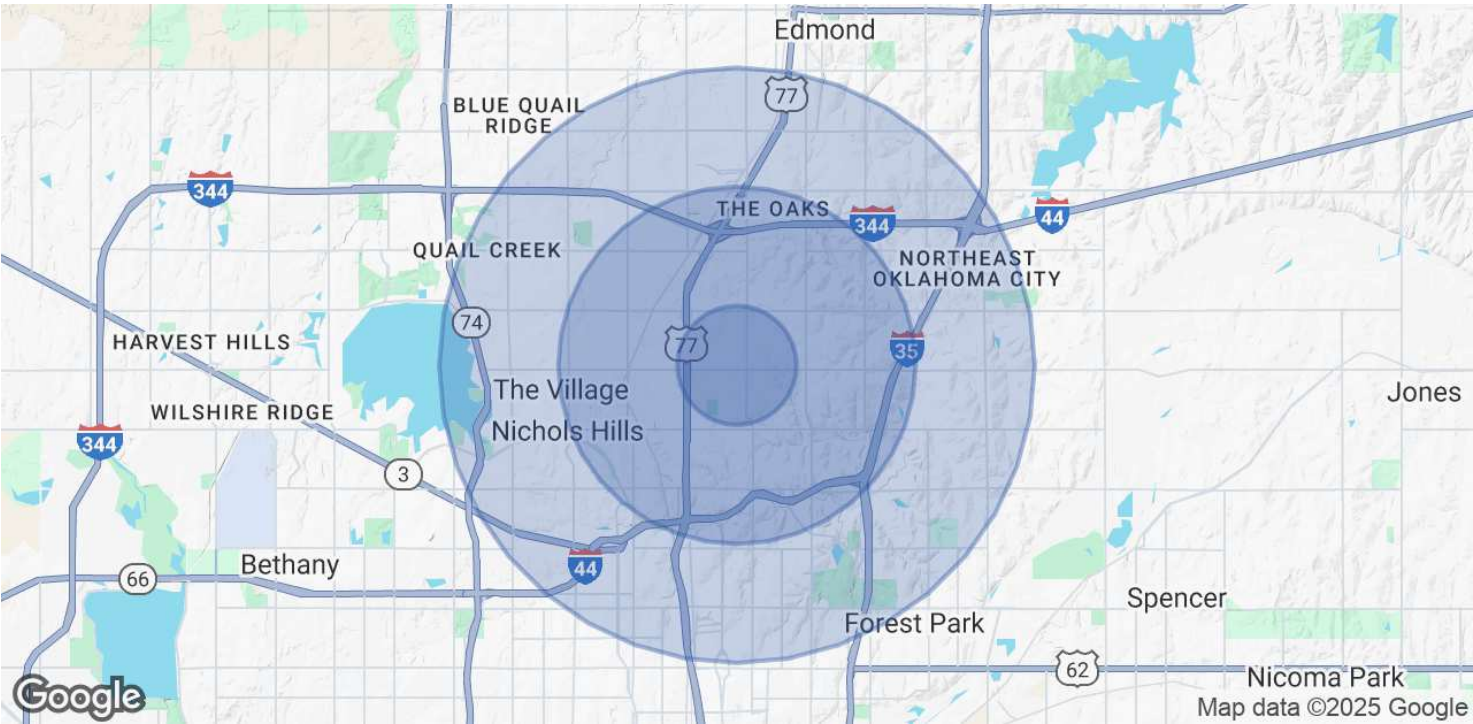 Edmond
77
BLUE QUAIL
RIDGE
344
THE OAKS
344
44
QUAIL CREEK
NORTHEAST
OKLAHOMA CITY
74
HARVEST HILLS
77
35
The Village
Jones
WILSHIRE RIDGE
Nichols Hills
344
3
Bethany
44
66
Spencer
Forest Park
62
Nicoma Park
Google
Map data ©2025 Google